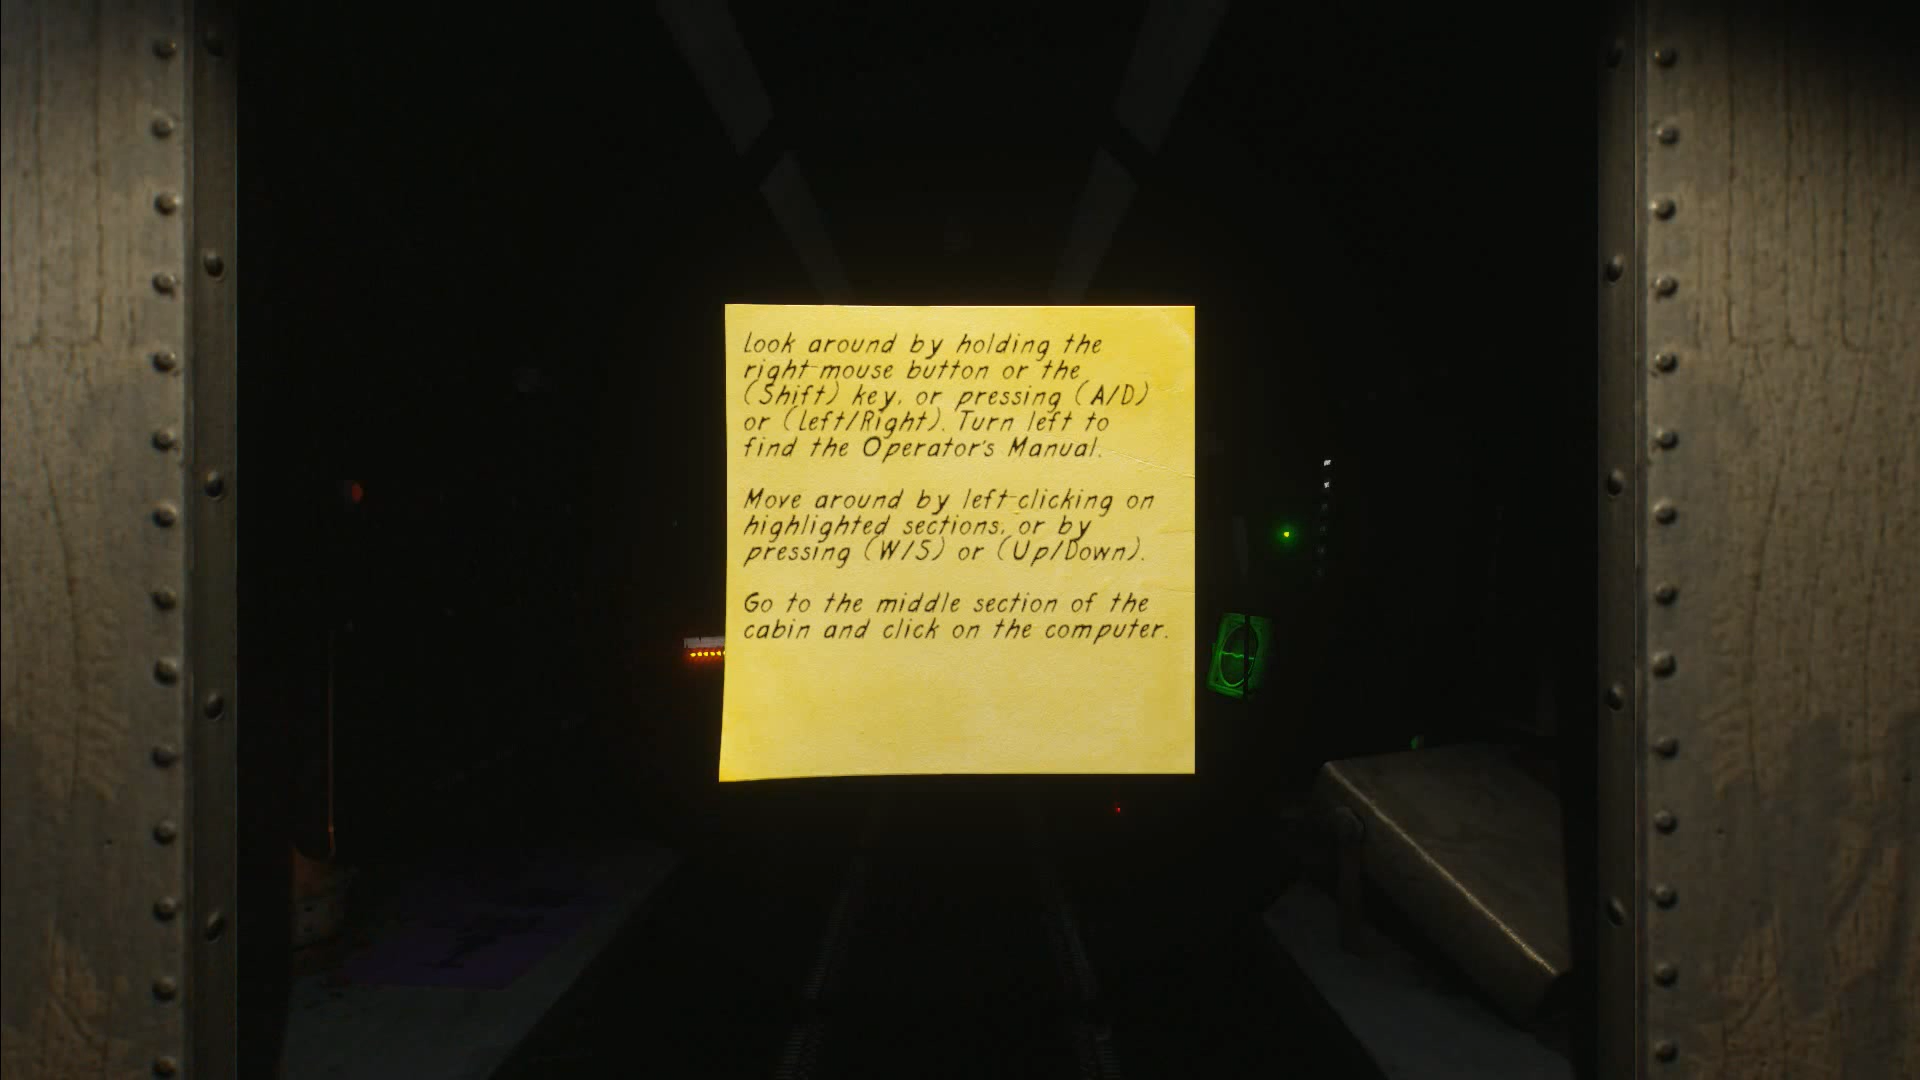 Look around by holding the
right mouse button or the
(Shift) key, or pressing (A/D)
or (Left/Right). Turn left to
find the Operator's Manual.
Move around by left-clicking on
highlighted sections, or by
pressing (W/S) or (Up/Down).
Go to the middle section of the
cabin and click on the computer.